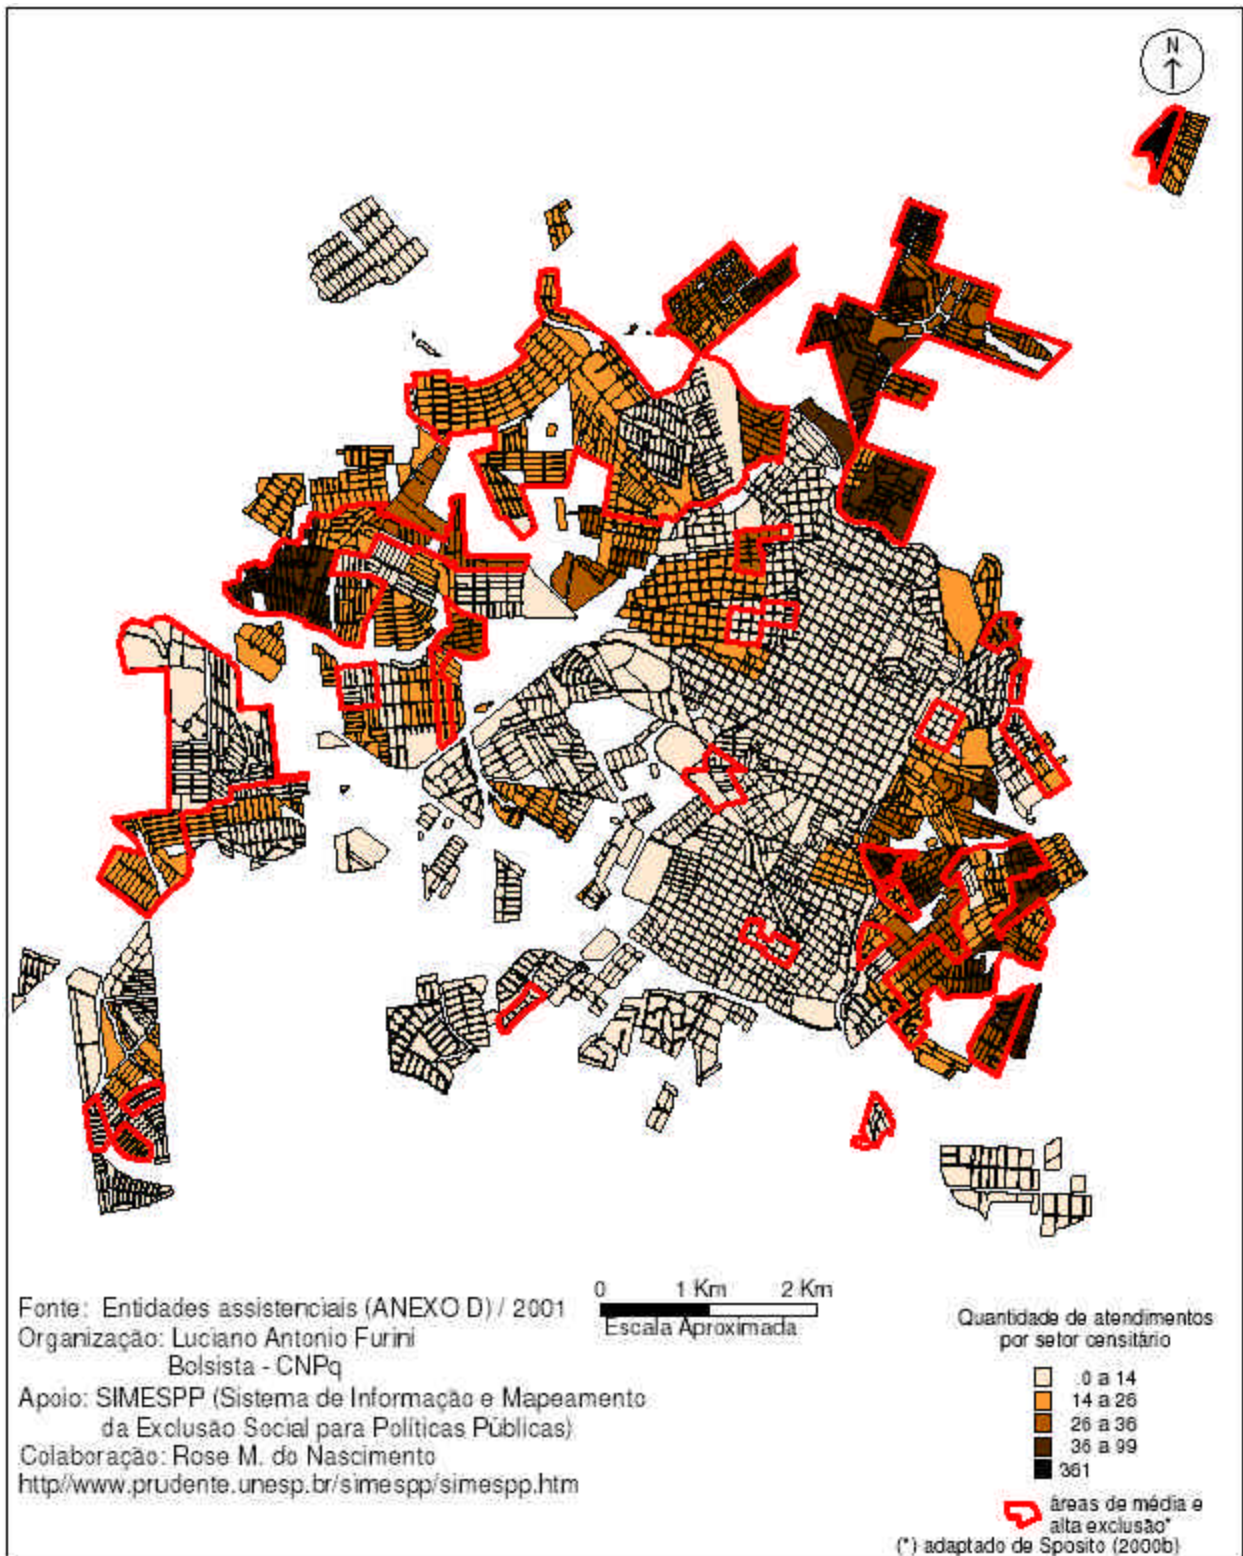 N
Fonte: Entidades assistenciais (ANEXO D) / 2001
Organização: Luciano Antonio Furini
Bolsista - CNPq
Apoio: SIMESPP (Sistema de Informação e Mapeamento
da Exclusão Social para Políticas Públicas)
Colaboração: Rose M. do Nascimento
http//www.prudente.unesp.br/simespp/simespp.htm
0 1 Km 2 Km
Escala Aproximada
Quantidade de atendimentos
por setor censitário
0 a 14
14 a 26
26 a 36
36 a 99
361
áreas de média e
alta exclusão*
(*) adaptado de Sposito (2000b)